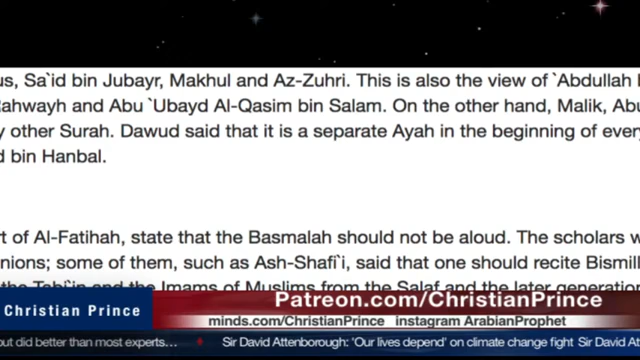 us, Sa`id bin Jubayr, Makhul and Az-Zuhri. This is also the view of `Abdullah
Rahwayh and Abu `Ubayd Al-Qasim bin Salam. On the other hand, Malik, Abu
y other Surah. Dawud said that it is a separate Ayah in the beginning of every
d bin Hanbal.
rt of Al-Fatihah, state that the Basmalah should not be aloud. The scholars w
nions; some of them, such as Ash-Shafi`i, said that one should recite Bismill
the Tabi`in and the Imams of Muslims from the Salaf and the later generation
Christian Prince
Patreon.com/ChristianPrince
minds.com/ChristianPrince instagram ArabianProphet
but did better than most experts... Sir David Attenborough: 'Our lives depend' on climate change fight Sir David Atten